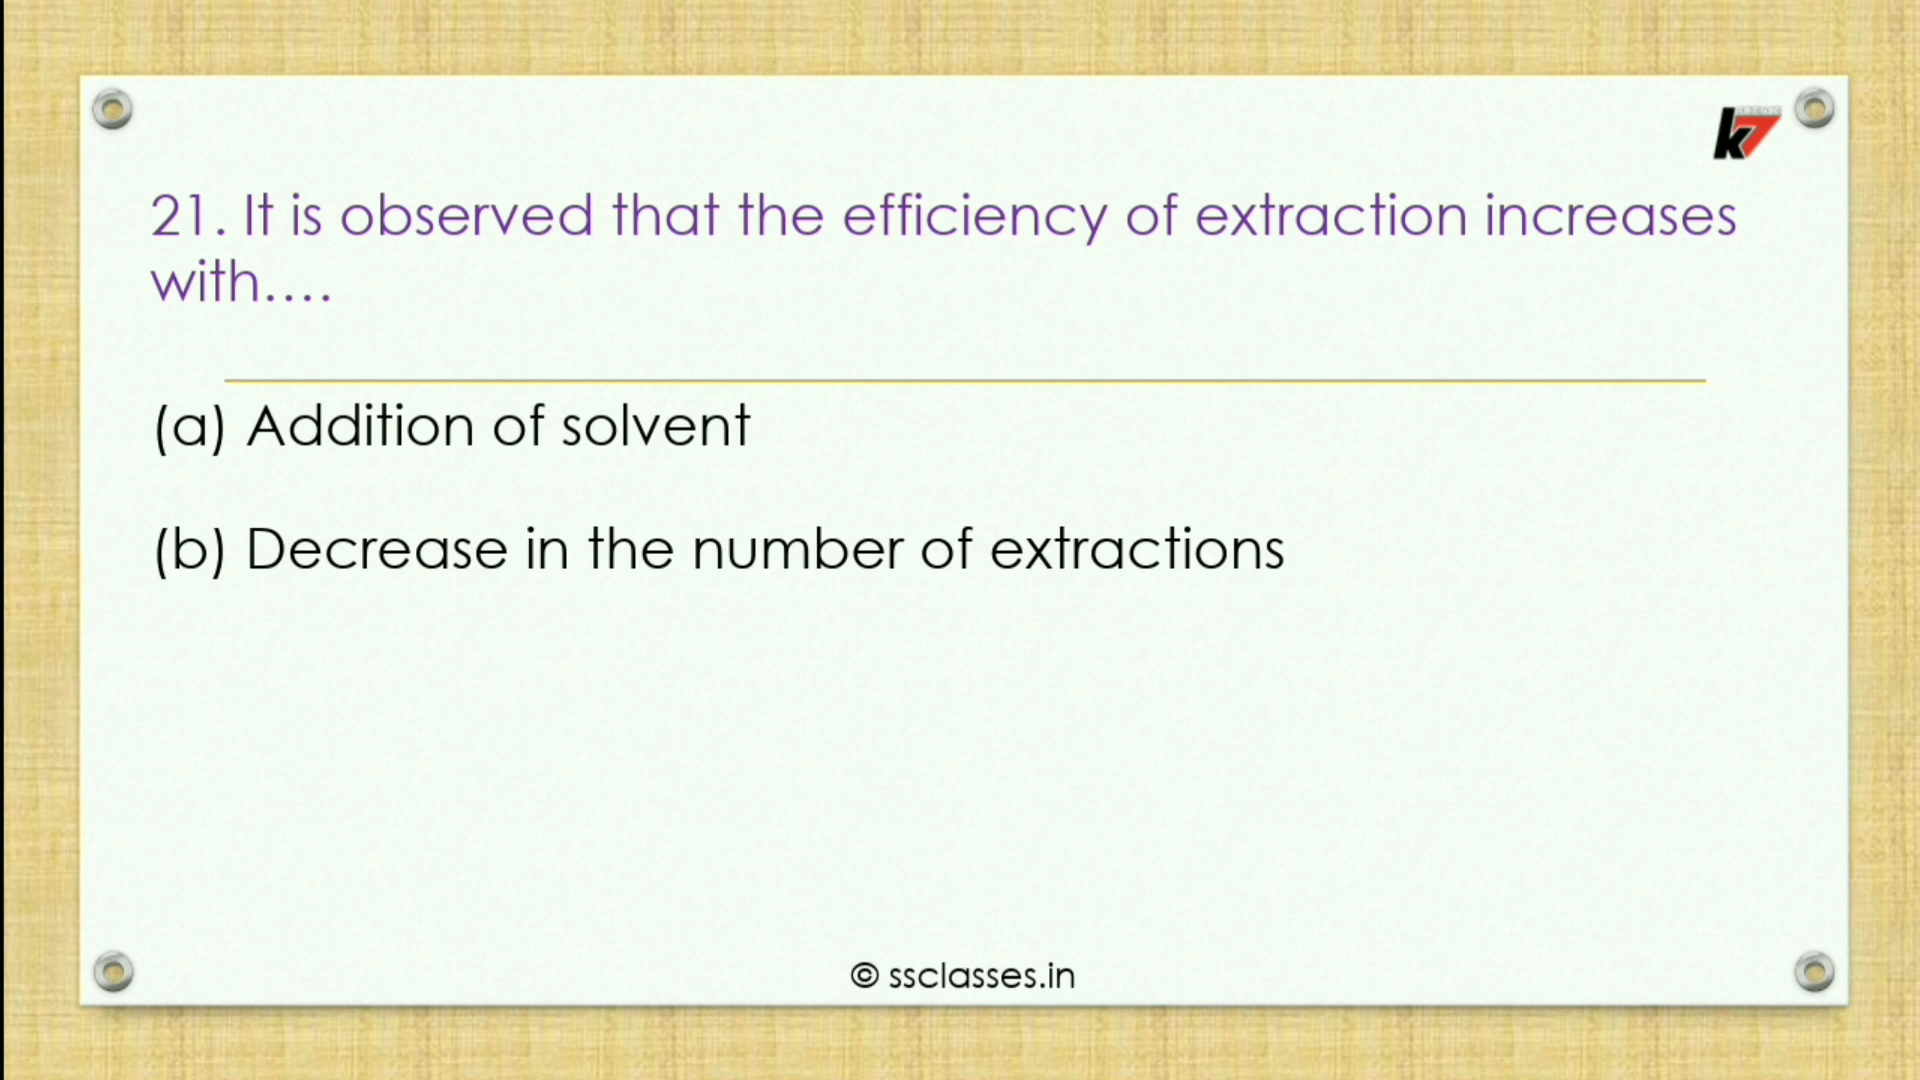 k7
21. It is observed that the efficiency of extraction increases
with....
(a) Addition of solvent
(b) Decrease in the number of extractions
© ssclasses.in